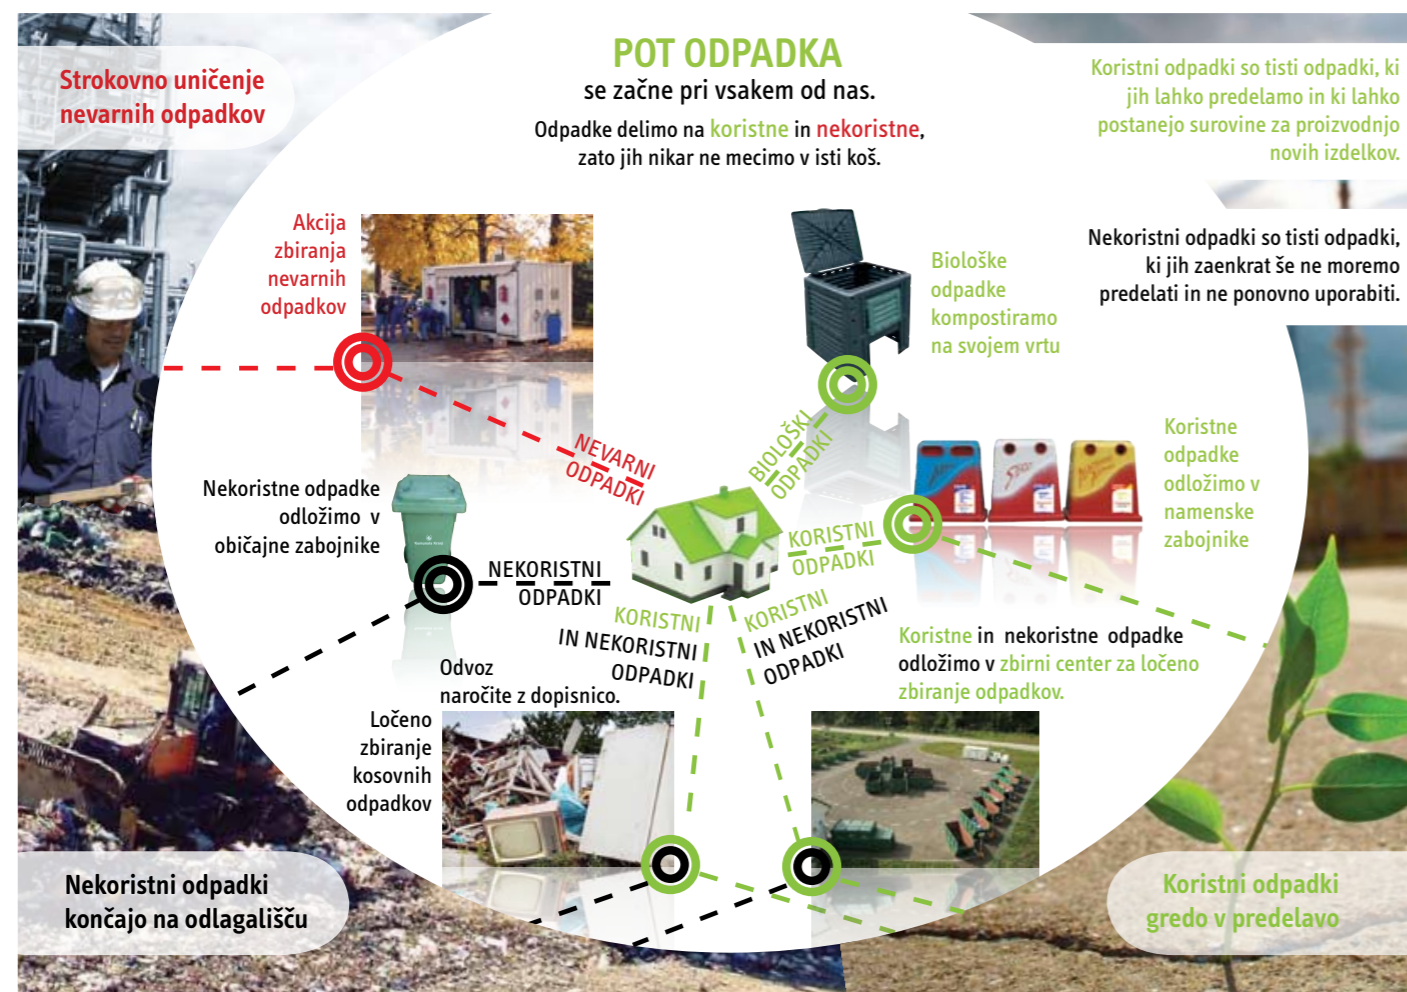 POT ODPADKA
se začne pri vsakem od nas.
Odpadke delimo na koristne in nekoristne,
zato jih nikar ne mecimo v isti koš.
Strokovno uničenje
nevarnih odpadkov
Koristni odpadki so tisti odpadki, ki
jih lahko predelamo in ki lahko
postanejo surovine za proizvodnjo
novih izdelkov.
Nekoristni odpadki so tisti odpadki,
ki jih zaenkrat še ne moremo
predelati in ne ponovno uporabiti.
Akcija
zbiranja
nevarnih
odpadkov
Biološke
odpadke
kompostiramo
na svojem vrtu
NEVARNI
ODPADKI
BIOLOŠKI
ODPADKI
Koristne
odpadke
odložimo v
namenske
zabojnike
Nekoristne odpadke
odložimo v
običajne zabojnike
KORISTNI
ODPADKI
NEKORISTNI
ODPADKI
KORISTNI
IN NEKORISTNI
ODPADKI
KORISTNI
IN NEKORISTNI
ODPADKI
Koristne in nekoristne odpadke
odložimo v zbirni center za ločeno
zbiranje odpadkov.
Odvoz
naročite z dopisnico.
Ločeno
zbiranje
kosovnih
odpadkov
Nekoristni odpadki
končajo na odlagališču
Koristni odpadki
gredo v predelavo